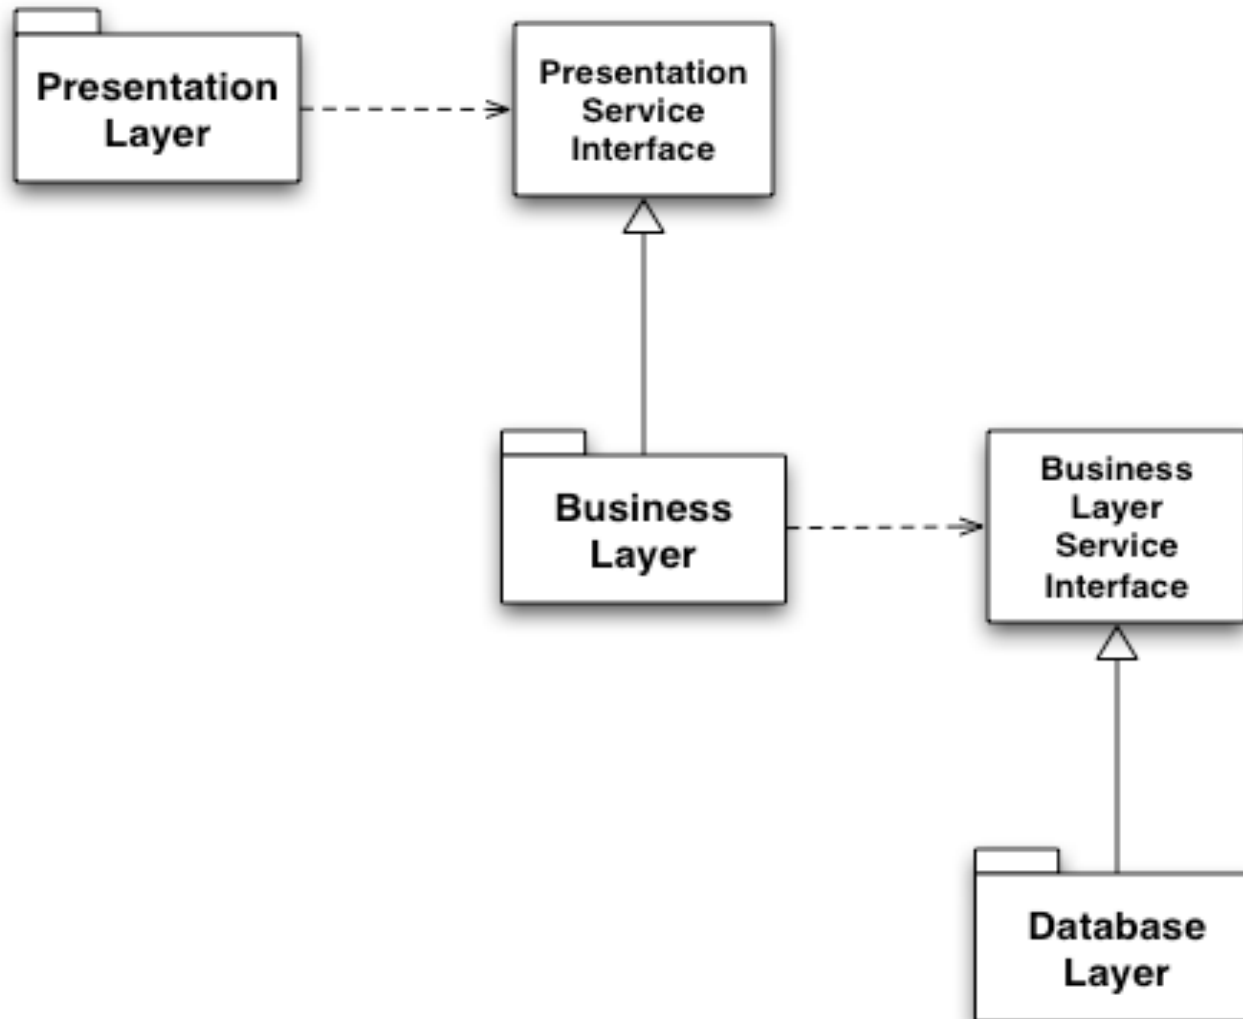 Presentation
Layer
Presentation
Service
Interface
Business
Layer
Business
Layer
Service
Interface
Database
Layer